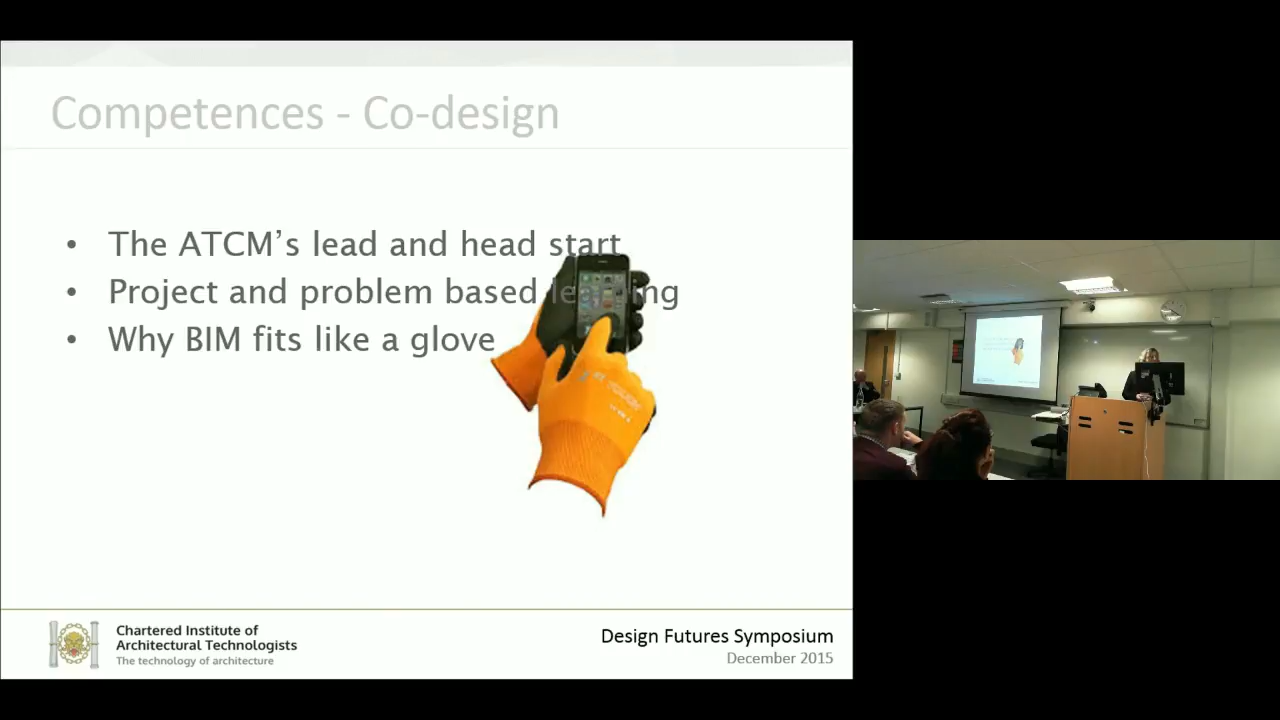 Competences - Co-design
• The ATCM's lead and head start
• Project and problem based learning
• Why BIM fits like a glove
Chartered Institute of
Architectural Technologists
The technology of architecture
Design Futures Symposium
December 2015